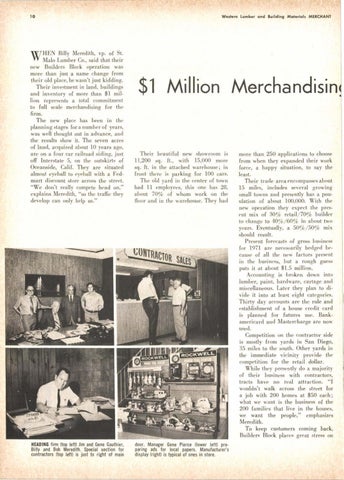 10
Western Lumber and Building Materials MERCHANT
$1 Million Merchandising
WHEN Billy Meredith, vp. of St.
Malo Lumber Co., said that their
new Builders Block operation was
more than just a name change from
their old place, he wasn't just kidding.
Their investment in land, buildings
and inventory of more than $1 mil-
lion represents a total commitment
to full scale merchandising for the
firm.
The new place has been in the
planning stages for a number of years,
was well thought out in advance, and
the results show it. The seven acres
of land, acquired about 10 years ago,
are on a four car railroad siding, just
off Interstate 5, on the outskirts of
Oceanside, Calif. They are situated
almost eyeball to eyeball with a Fed-
mart discount store across the street.
"We don't really compete head on,"
explains Meredith, "as the traffic they
develop can only help us."
Their beautiful new showroom is
11,200 sq. ft., with 15,000 more
sq. ft. in the attached warehouse; in
front there is parking for 100 cars.
The old yard in the center of town
had 11 employees, this one has 28,
about 70% of whom work on the
floor and in the warehouse. They had
more than 250 applications to choose
from when they expanded their work
force, a happy situation, to say the
least.
Their trade area encompasses about
15 miles, includes several growing
small towns and presently has a pop-
ulation of about 100,000. With the
new operation they expect the pres-
ent mix of 30% retail/70% builder
to change to 40%/60% in about two
years. Eventually, a 50%/50% mix
should result.
Present forecasts of gross business
for 1971 are necessarily hedged be-
cause of all the new factors present
in the business, but a rough guess
puts it at about $1.5 million.
Accounting is broken down into
lumber, paint, hardware, cartage and
miscellaneous. Later they plan to di-
vide it into at least eight categories.
Thirty day accounts are the rule and
establishment of a house credit card
is planned for future use. Bank-
americard and Mastercharge are now
used.
Competition on the contractor side
is mostly from yards in San Diego,
35 miles to the south. Other yards in
the immediate vicinity provide the
competition for the retail dollar.
While they presently do a majority
of their business with contractors,
tracts have no real attraction. "I
wouldn't walk across the street for
a job with 200 homes at $50 each;
what we want is the business of the
200 families that live in the houses,
we want the people," emphasizes
Meredith.
To keep customers coming back,
Builders Block places great stress on
CONTRACTOR SALES
ROCKWELL
HEADING firm (top left) Jim and Gene Gauthier,
Billy and Bob Meredith. Special section for
contractors (top left) is just to right of main
door. Manager Gene Pierce (lower left) pre-
paring ads for local papers. Manufacturer's
display (right) is typical of ones in store.